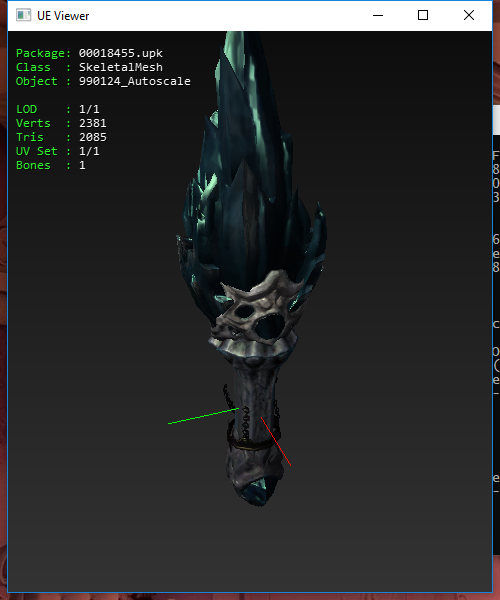 UE Viewer
Package: 00018455.upk
Class : SkeletalMesh
Object : 990124_Autoscale
LOD : 1/1
Verts : 2381
Tris : 2085
UV Set : 1/1
Bones : 1